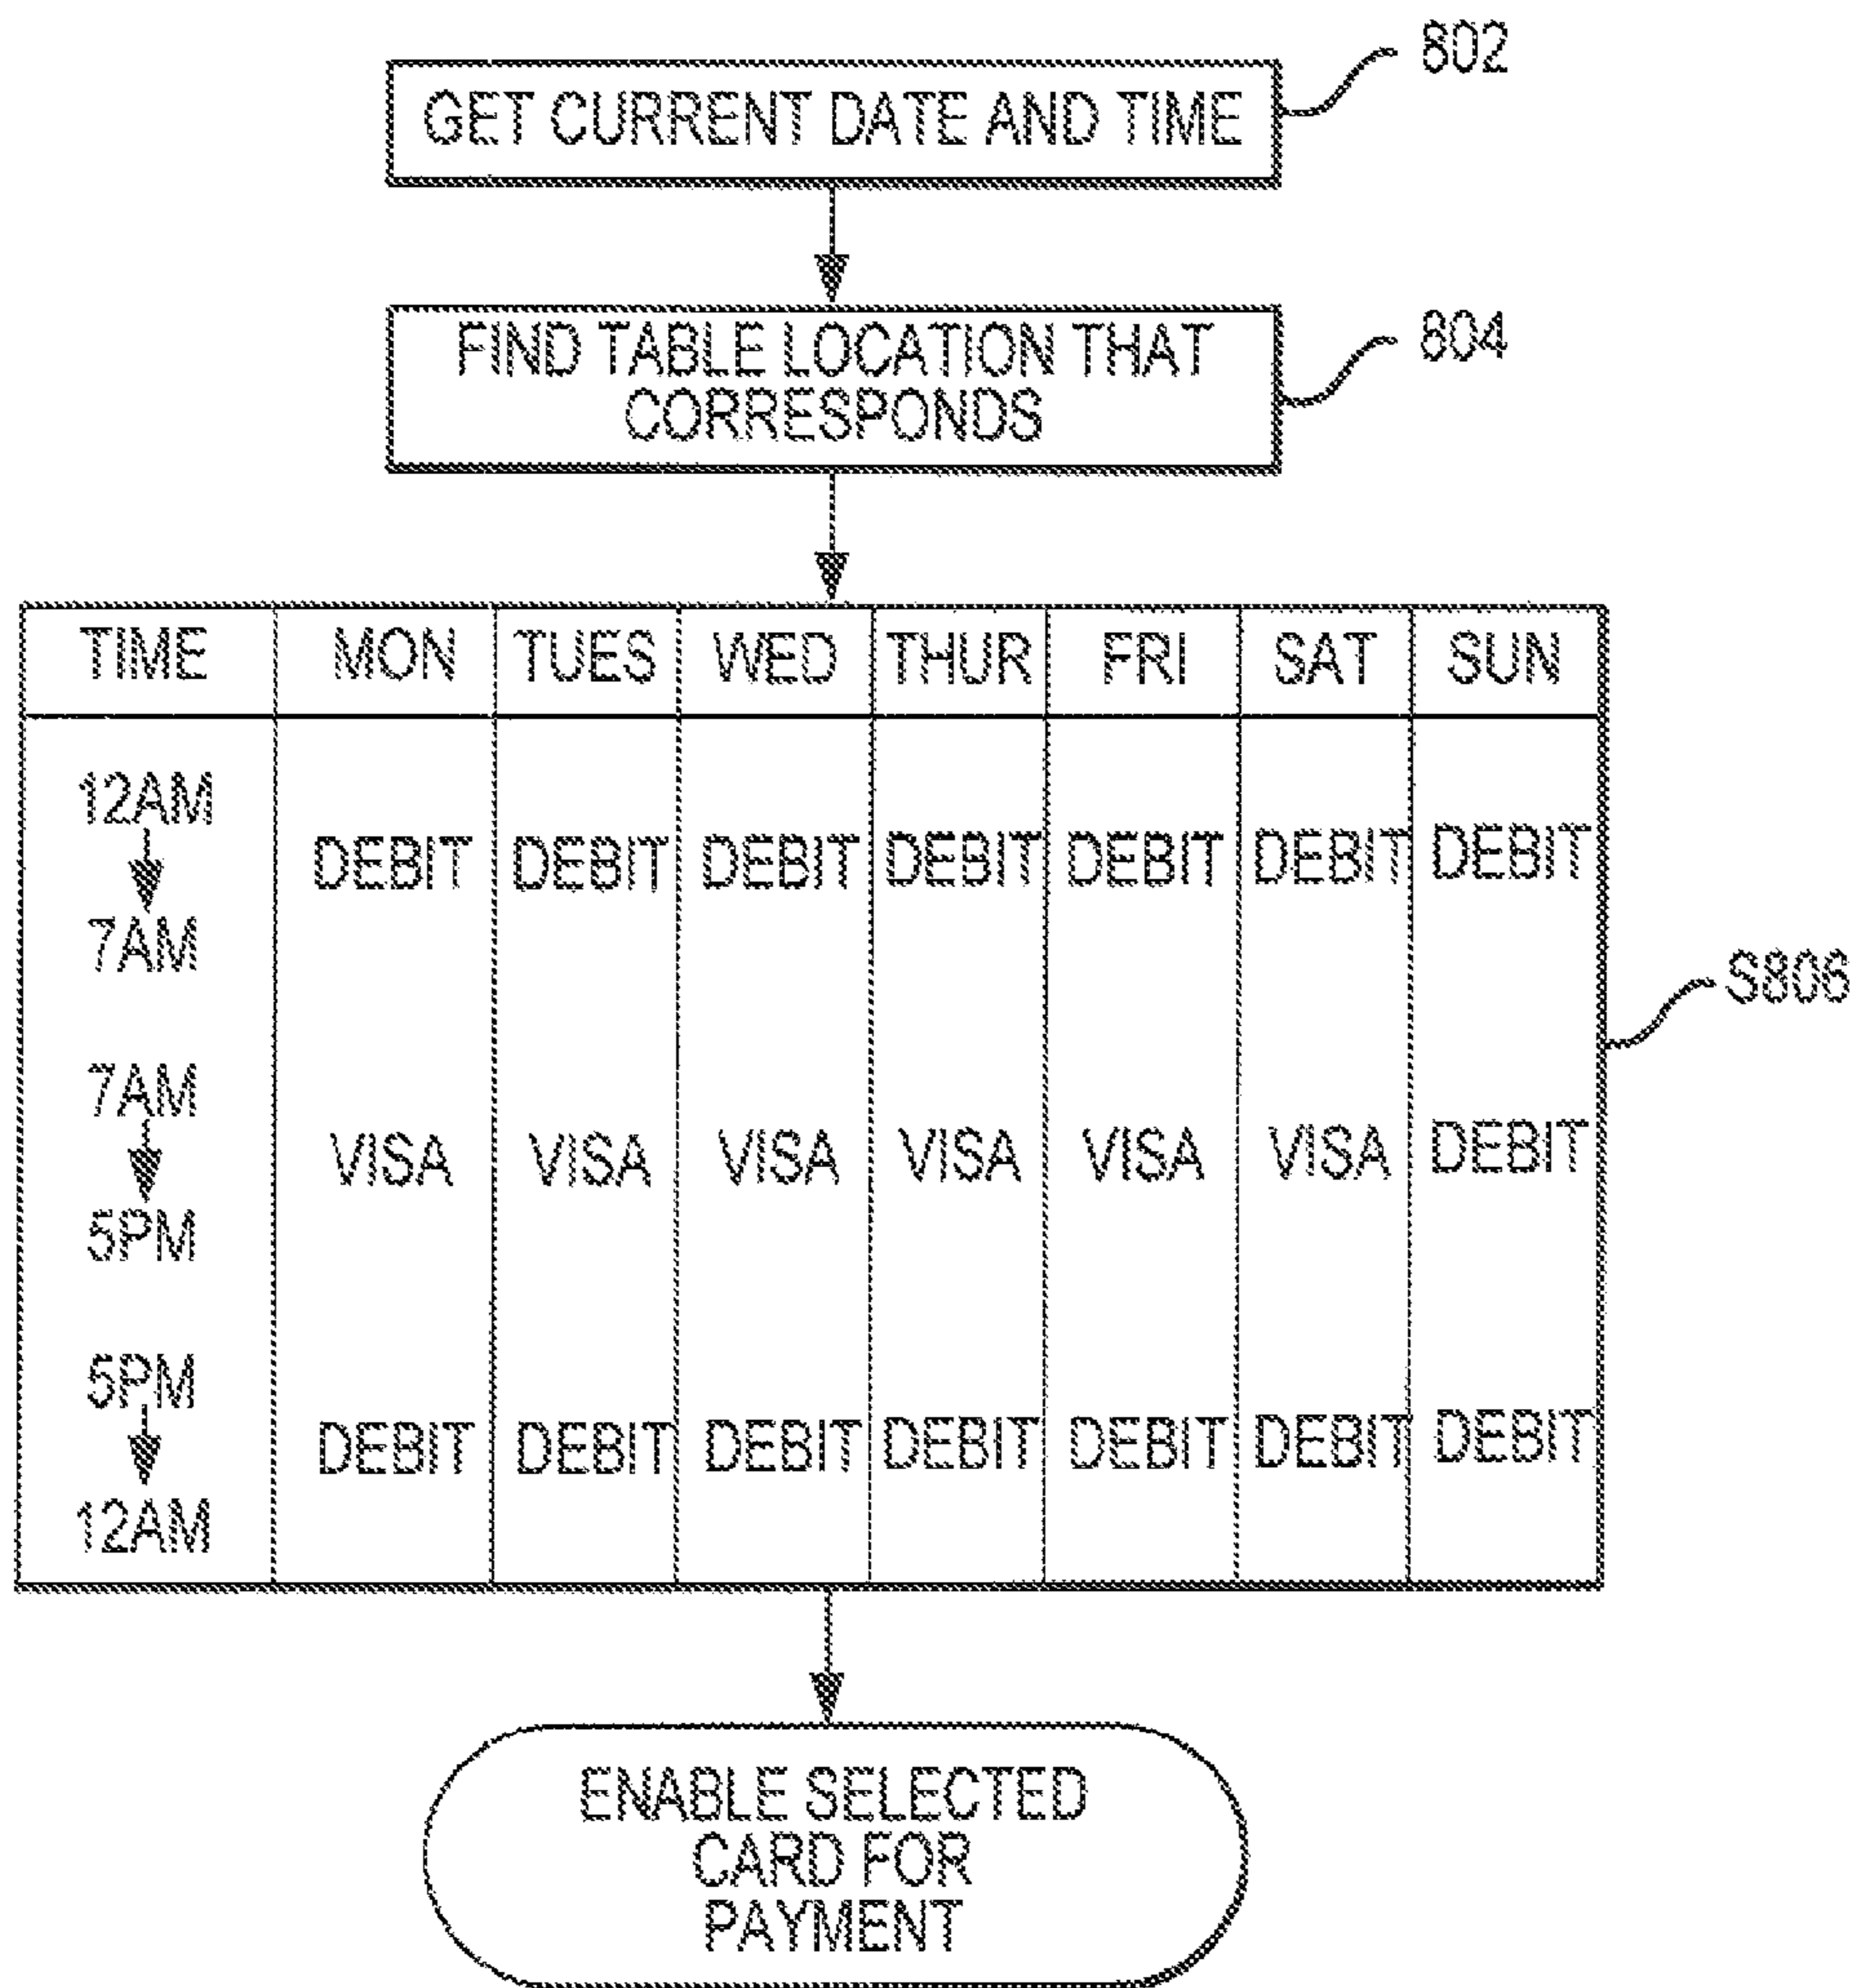 802
GET CURRENT DATE AND TIME
804
FIND TABLE LOCATION THAT
CORRESPONDS
TIME MON TUES WED THUR FRI SAT SUN
12AM
DEBIT DEBIT DEBIT DEBIT DEBIT DEBIT DEBIT
7AM
S806
7AM
VISA VISA VISA VISA VISA VISA DEBIT
5PM
5PM
DEBIT DEBIT DEBIT DEBIT DEBIT DEBIT DEBIT
12AM
ENABLE SELECTED
CARD FOR
PAYMENT